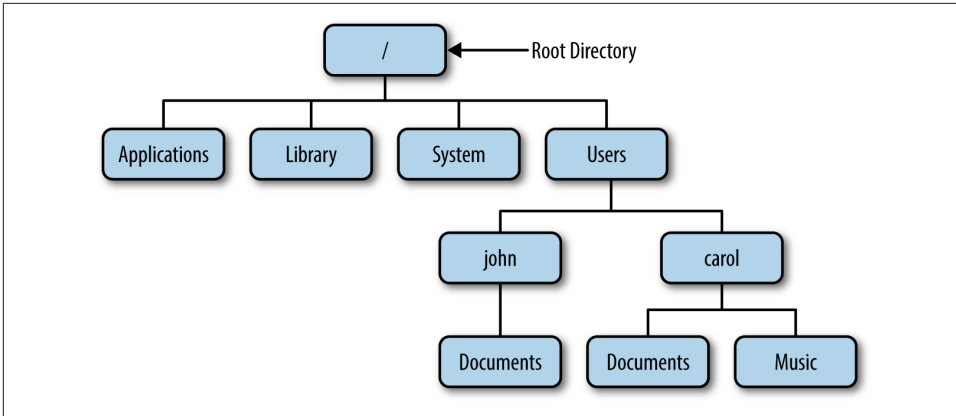 /
Root Directory
Applications
Library
System
Users
john
carol
Documents
Documents
Music